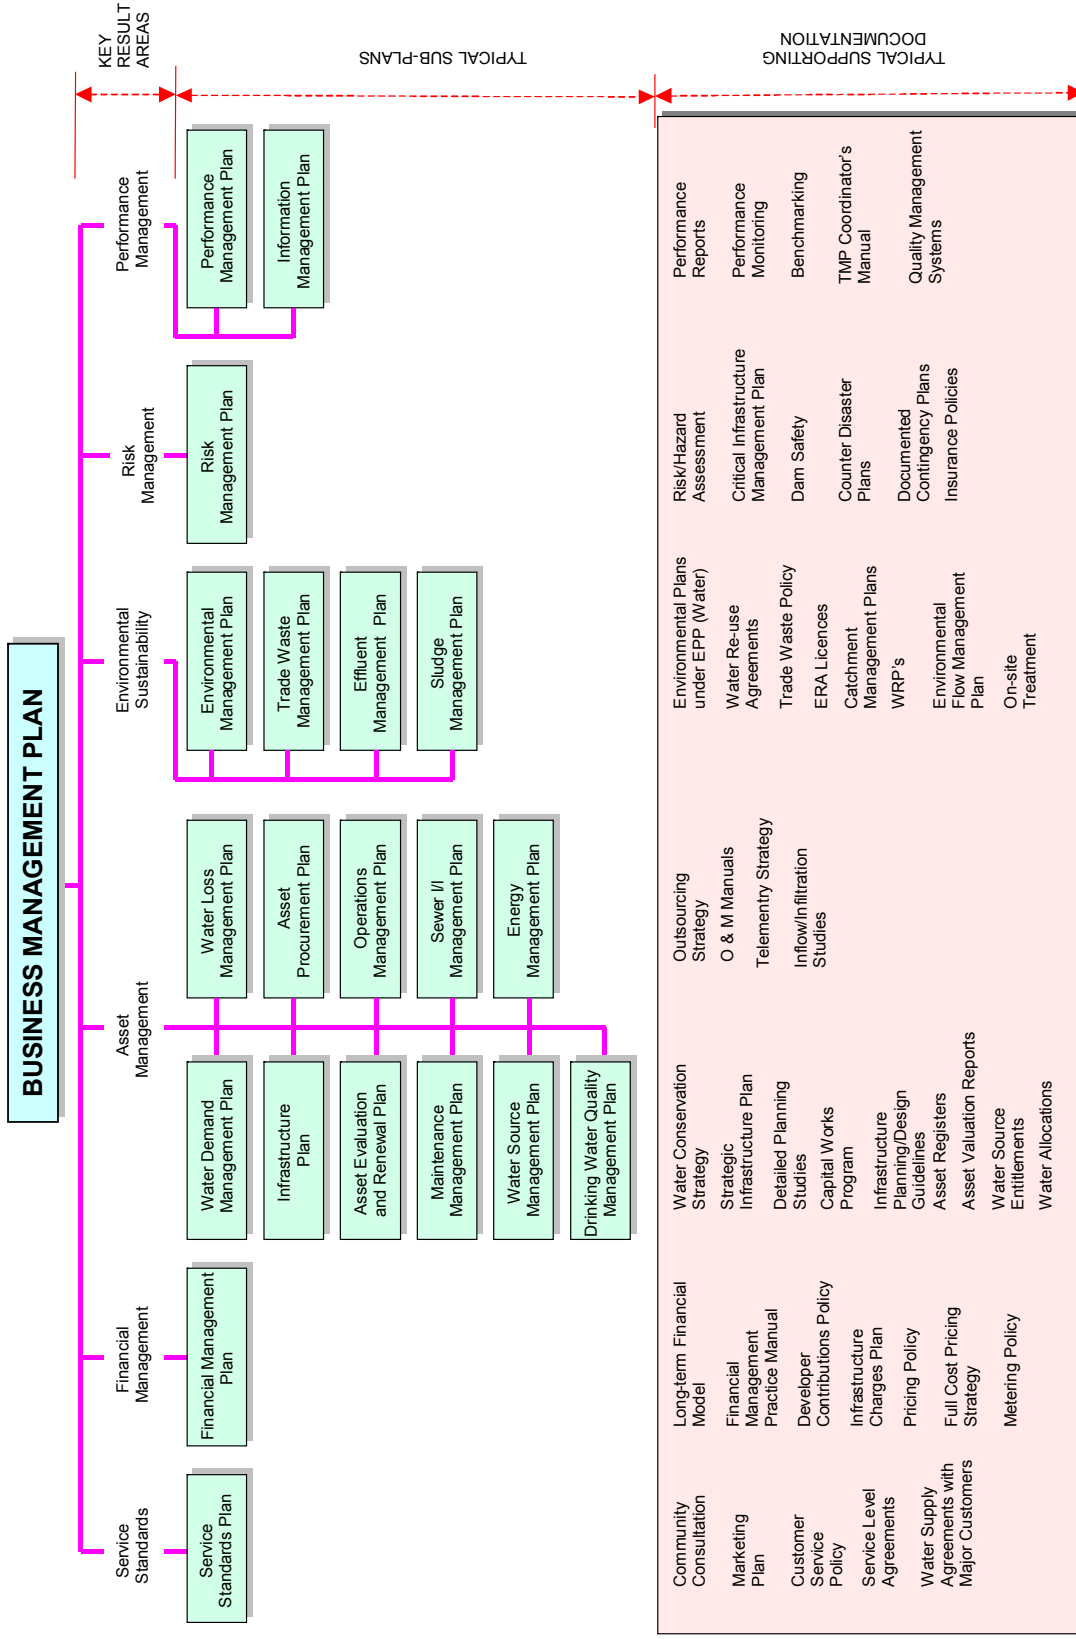 BUSINESS MANAGEMENT PLAN
KEY
RESULT
AREAS
Service
Standards
Financial
Management
Asset
Management
Environmental
Sustainability
Risk
Management
Performance
Management
TYPICAL SUB-PLANS
Service
Standards Plan
Financial Management
Plan
Water Demand
Management Plan
Infrastructure
Plan
Asset Evaluation
and Renewal Plan
Maintenance
Management Plan
Water Source
Management Plan
Drinking Water Quality
Management Plan
Water Loss
Management Plan
Asset
Procurement Plan
Operations
Management Plan
Sewer I/I
Management Plan
Energy
Management Plan
Environmental
Management Plan
Trade Waste
Management Plan
Effluent
Management Plan
Sludge
Management Plan
Risk
Management Plan
Performance
Management Plan
Information
Management Plan
TYPICAL SUPPORTING
DOCUMENTATION
Community
Consultation
Marketing
Plan
Customer
Service
Policy
Service Level
Agreements
Water Supply
Agreements with
Major Customers
Long-term Financial
Model
Financial
Management
Practice Manual
Developer
Contributions Policy
Infrastructure
Charges Plan
Pricing Policy
Full Cost Pricing
Strategy
Metering Policy
Water Conservation
Strategy
Strategic
Infrastructure Plan
Detailed Planning
Studies
Capital Works
Program
Infrastructure
Planning/Design
Guidelines
Asset Registers
Asset Valuation Reports
Water Source
Entitlements
Water Allocations
Outsourcing
Strategy
O & M Manuals
Telementry Strategy
Inflow/Infiltration
Studies
Environmental Plans
under EPP (Water)
Water Re-use
Agreements
Trade Waste Policy
ERA Licences
Catchment
Management Plans
WRP's
Environmental
Flow Management
Plan
On-site
Treatment
Risk/Hazard
Assessment
Critical Infrastructure
Management Plan
Dam Safety
Counter Disaster
Plans
Documented
Contingency Plans
Insurance Policies
Performance
Reports
Performance
Monitoring
Benchmarking
TMP Coordinator's
Manual
Quality Management
Systems